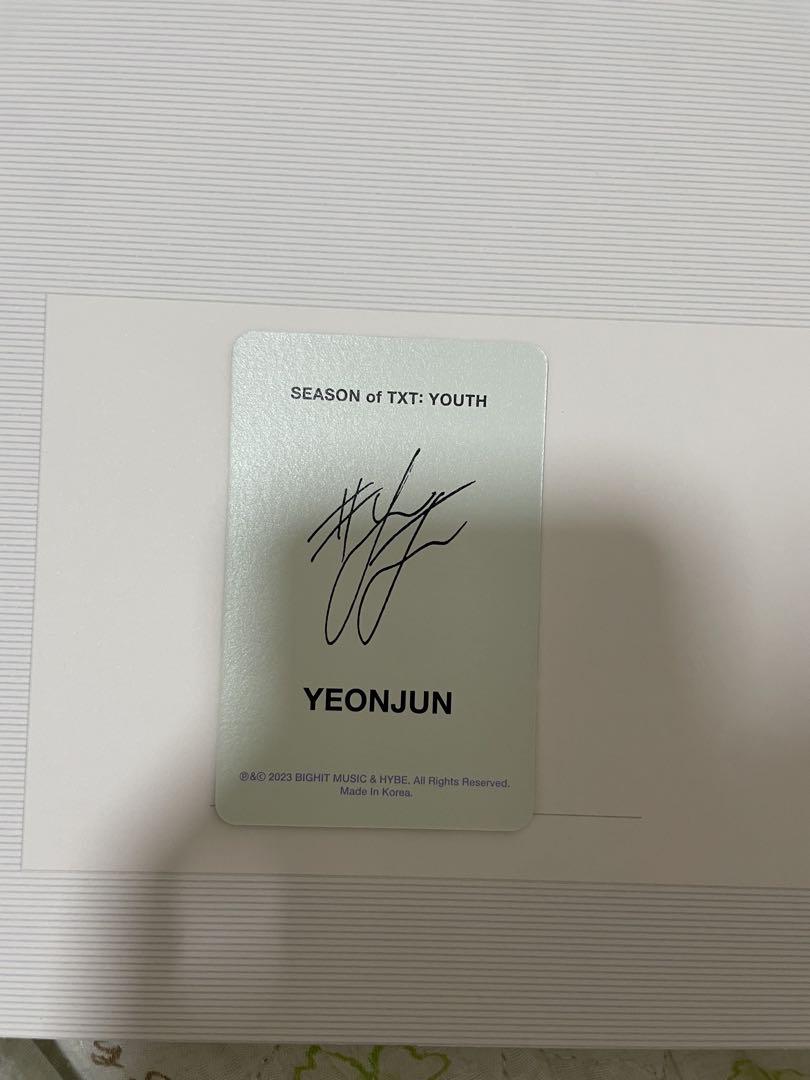 SEASON of TXT: YOUTH
YEONJUN
℗&© 2023 BIGHIT MUSIC & HYBE. All Rights Reserved.
Made In Korea.